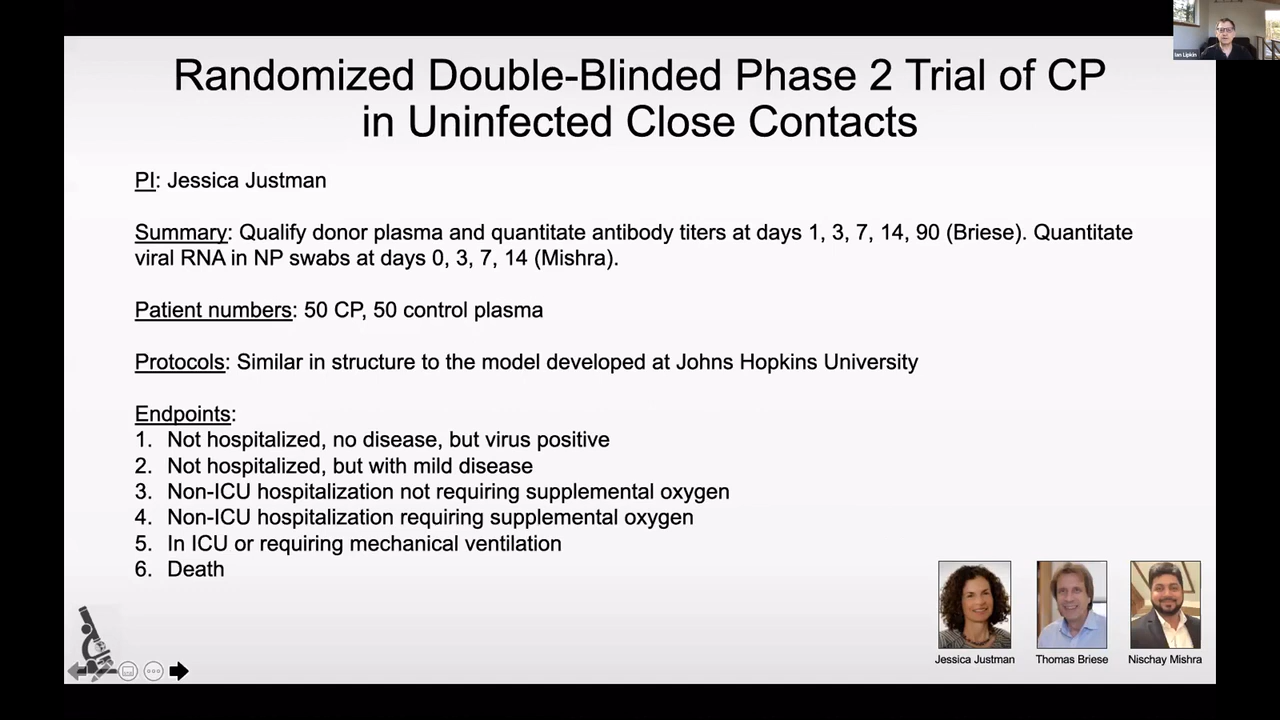 Ian Lipkin
Randomized Double-Blinded Phase 2 Trial of CP
in Uninfected Close Contacts
PI: Jessica Justman
Summary: Qualify donor plasma and quantitate antibody titers at days 1, 3, 7, 14, 90 (Briese). Quantitate
viral RNA in NP swabs at days 0, 3, 7, 14 (Mishra).
Patient numbers: 50 CP, 50 control plasma
Protocols: Similar in structure to the model developed at Johns Hopkins University
Endpoints:
1. Not hospitalized, no disease, but virus positive
2. Not hospitalized, but with mild disease
3. Non-ICU hospitalization not requiring supplemental oxygen
4. Non-ICU hospitalization requiring supplemental oxygen
5. In ICU or requiring mechanical ventilation
6. Death
Jessica Justman
Thomas Briese
Nischay Mishra